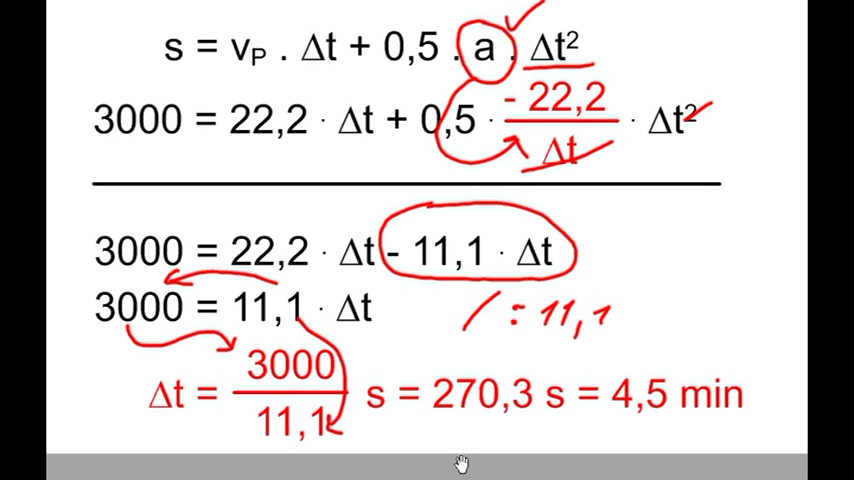 s = vP . Δt + 0,5 . a . Δt²
3000 = 22,2 · Δt + 0,5 · - 22,2 / Δt · Δt²
3000 = 22,2 · Δt - 11,1 · Δt
3000 = 11,1 · Δt / : 11,1
Δt = 3000 / 11,1 s = 270,3 s = 4,5 min